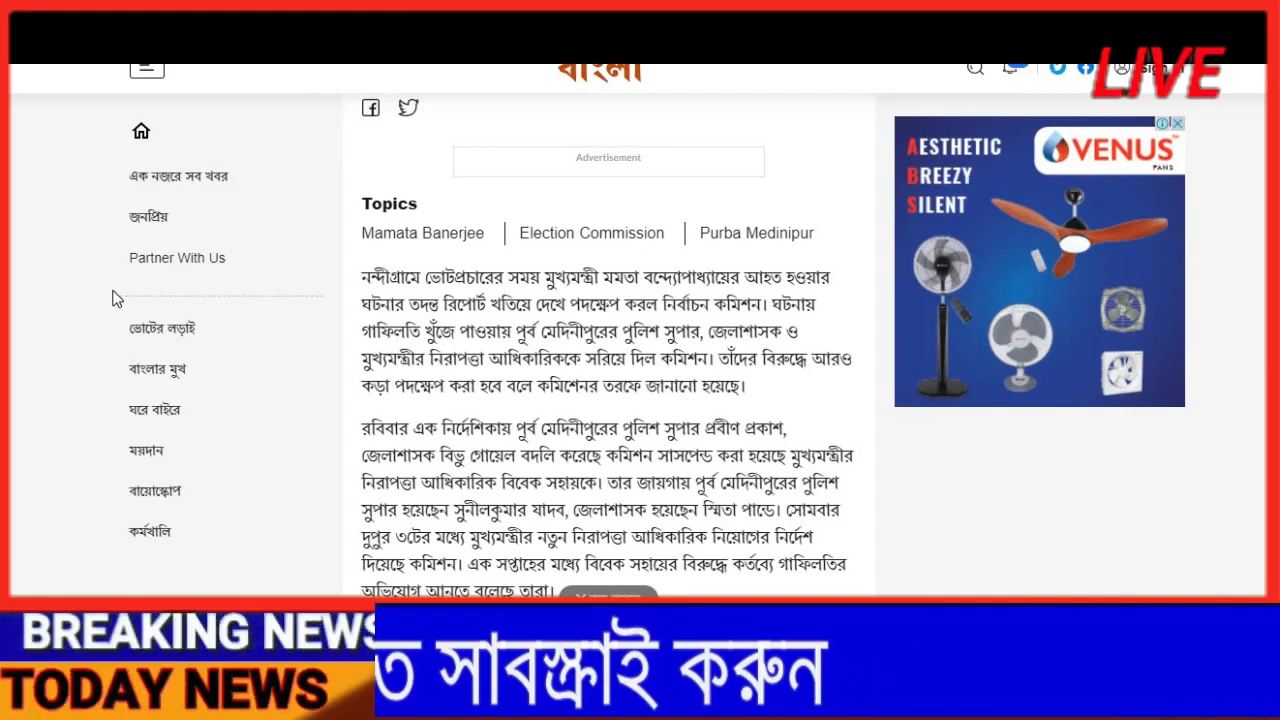 বাংলা
LIVE
এক নজরে সব খবর
জনপ্রিয়
Partner With Us
ভোটের লড়াই
বাংলার মুখ
ঘরে বাইরে
ময়দান
বায়োস্কোপ
কর্মখালি
Advertisement
Topics
Mamata Banerjee
Election Commission
Purba Medinipur
নন্দীগ্রামে ভোটপ্রচারের সময় মুখ্যমন্ত্রী মমতা বন্দ্যোপাধ্যায়ের আহত হওয়ার
ঘটনার তদন্ত রিপোর্ট খতিয়ে দেখে পদক্ষেপ করল নির্বাচন কমিশন। ঘটনায়
গাফিলতি খুঁজে পাওয়ায় পূর্ব মেদিনীপুরের পুলিশ সুপার, জেলাশাসক ও
মুখ্যমন্ত্রীর নিরাপত্তা আধিকারিককে সরিয়ে দিল কমিশন। তাঁদের বিরুদ্ধে আরও
কড়া পদক্ষেপ করা হবে বলে কমিশনের তরফে জানানো হয়েছে।
রবিবার এক নির্দেশিকায় পূর্ব মেদিনীপুরের পুলিশ সুপার প্রবীণ প্রকাশ,
জেলাশাসক বিভু গোয়েল বদলি করেছে কমিশন সাসপেন্ড করা হয়েছে মুখ্যমন্ত্রীর
নিরাপত্তা আধিকারিক বিবেক সহায়কে। তার জায়গায় পূর্ব মেদিনীপুরের পুলিশ
সুপার হয়েছেন সুনীলকুমার যাদব, জেলাশাসক হয়েছেন স্মিতা পান্ডে। সোমবার
দুপুর ৩টের মধ্যে মুখ্যমন্ত্রীর নতুন নিরাপত্তা আধিকারিক নিয়োগের নির্দেশ
দিয়েছে কমিশন। এক সপ্তাহের মধ্যে বিবেক সহায়ের বিরুদ্ধে কর্তব্যে গাফিলতির
অভিযোগ আনতে বলেছে তারা।
AESTHETIC
BREEZY
SILENT
VENUS
FANS
BREAKING NEWS
TODAY NEWS
ত সাবস্ক্রাই করুন